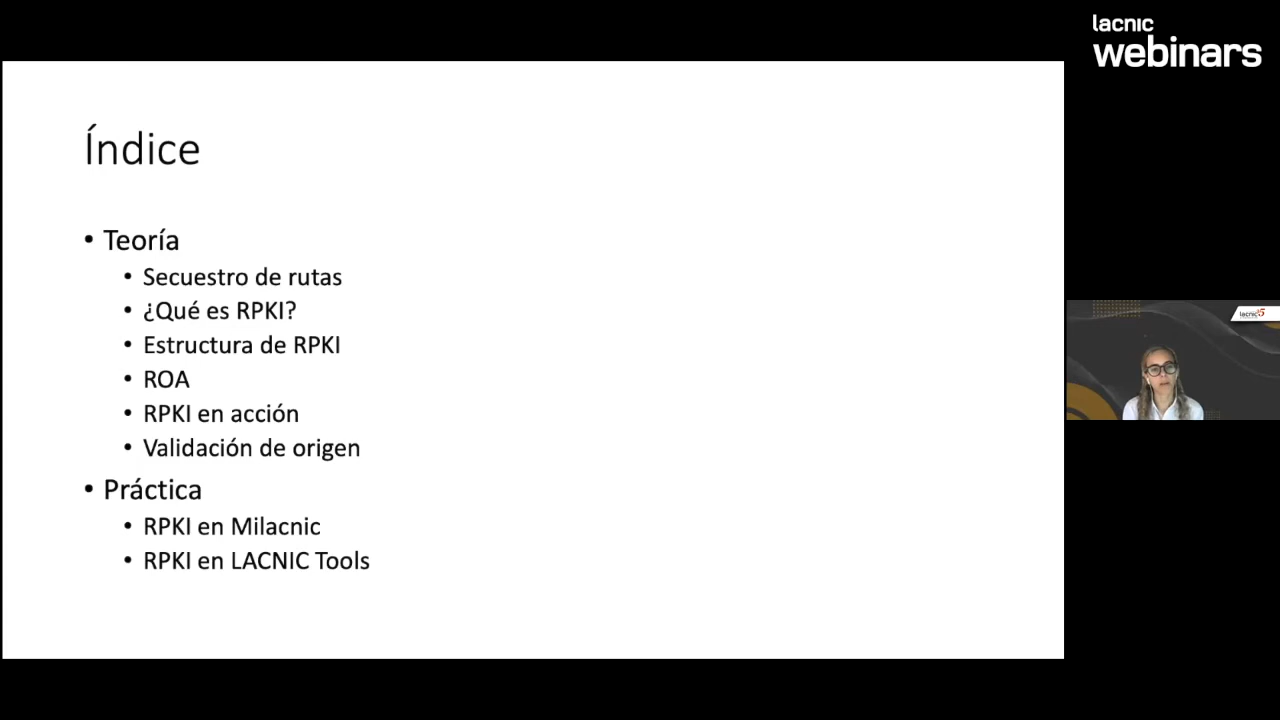 lacnic
webinars
Índice
• Teoría
• Secuestro de rutas
• ¿Qué es RPKI?
• Estructura de RPKI
• ROA
• RPKI en acción
• Validación de origen
• Práctica
• RPKI en Milacnic
• RPKI en LACNIC Tools
lacnic